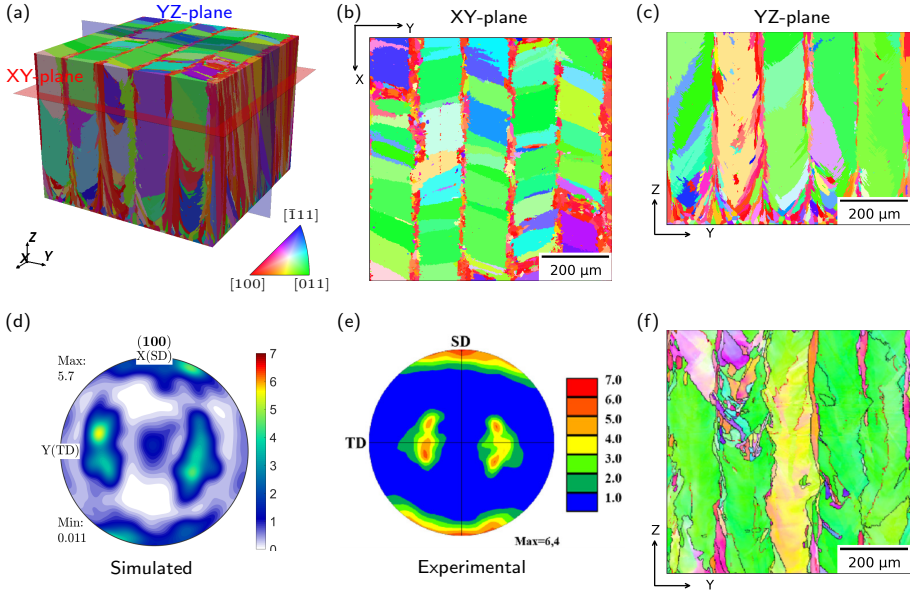 (a)
YZ-plane
XY-plane
Z
X
Y
[1̄11]
[100]
[011]
(b)
XY-plane
Y
X
200 µm
(c)
YZ-plane
Z
Y
200 µm
(d)
(100)
X(SD)
Max:
5.7
Y(TD)
Min:
0.011
7
6
5
4
3
2
1
0
Simulated
(e)
SD
TD
7.0
6.0
5.0
4.0
3.0
2.0
1.0
Max=6,4
Experimental
(f)
Z
Y
200 µm